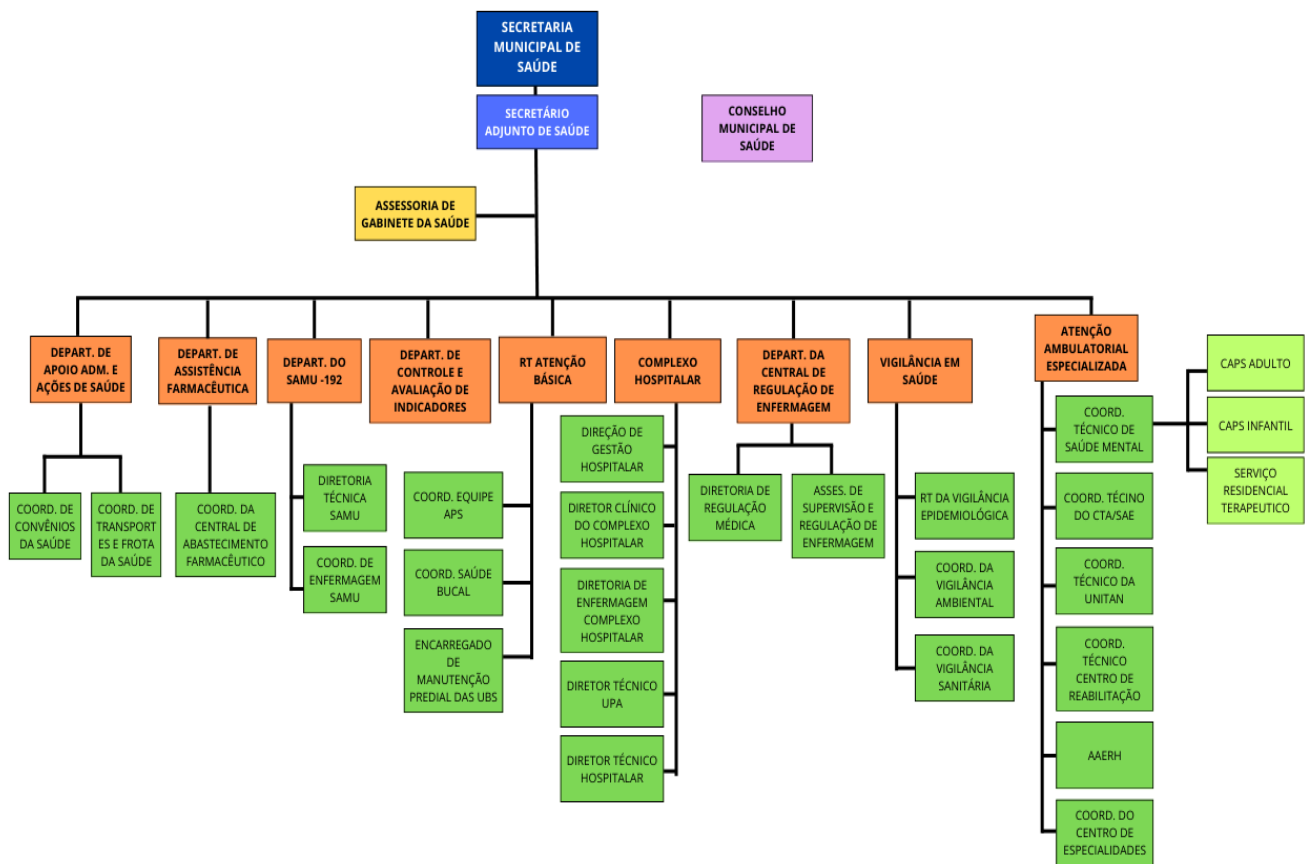 SECRETARIA
MUNICIPAL DE
SAÚDE
SECRETÁRIO
ADJUNTO DE SAÚDE
CONSELHO
MUNICIPAL DE
SAÚDE
ASSESSORIA DE
GABINETE DA SAÚDE
DEPART. DE
APOIO ADM. E
AÇÕES DE SAÚDE
DEPART. DE
ASSISTÊNCIA
FARMACÊUTICA
DEPART. DO
SAMU -192
DEPART. DE
CONTROLE E
AVALIAÇÃO DE
INDICADORES
RT ATENÇÃO
BÁSICA
COMPLEXO
HOSPITALAR
DEPART. DA
CENTRAL DE
REGULAÇÃO DE
ENFERMAGEM
VIGILÂNCIA EM
SAÚDE
ATENÇÃO
AMBULATORIAL
ESPECIALIZADA
COORD. DE
CONVÊNIOS
DA SAÚDE
COORD. DE
TRANSPORT
ES E FROTA
DA SAÚDE
COORD. DA
CENTRAL DE
ABASTECIMENTO
FARMACÊUTICO
DIRETORIA
TÉCNICA
SAMU
COORD. DE
ENFERMAGEM
SAMU
COORD. EQUIPE
APS
COORD. SAÚDE
BUCAL
ENCARREGADO
DE
MANUTENÇÃO
PREDIAL DAS UBS
DIREÇÃO DE
GESTÃO
HOSPITALAR
DIRETOR CLÍNICO
DO COMPLEXO
HOSPITALAR
DIRETORIA DE
ENFERMAGEM
COMPLEXO
HOSPITALAR
DIRETOR TÉCNICO
UPA
DIRETOR TÉCNICO
HOSPITALAR
DIRETORIA DE
REGULAÇÃO
MÉDICA
ASSES. DE
SUPERVISÃO E
REGULAÇÃO DE
ENFERMAGEM
RT DA VIGILÂNCIA
EPIDEMIOLÓGICA
COORD. DA
VIGILÂNCIA
AMBIENTAL
COORD. DA
VIGILÂNCIA
SANITÁRIA
COORD.
TÉCNICO DE
SAÚDE MENTAL
COORD. TÉCINO
DO CTA/SAE
COORD.
TÉCNICO DA
UNITAN
COORD.
TÉCNICO
CENTRO DE
REABILITAÇÃO
AAERH
COORD. DO
CENTRO DE
ESPECIALIDADES
CAPS ADULTO
CAPS INFANTIL
SERVIÇO
RESIDENCIAL
TERAPEUTICO